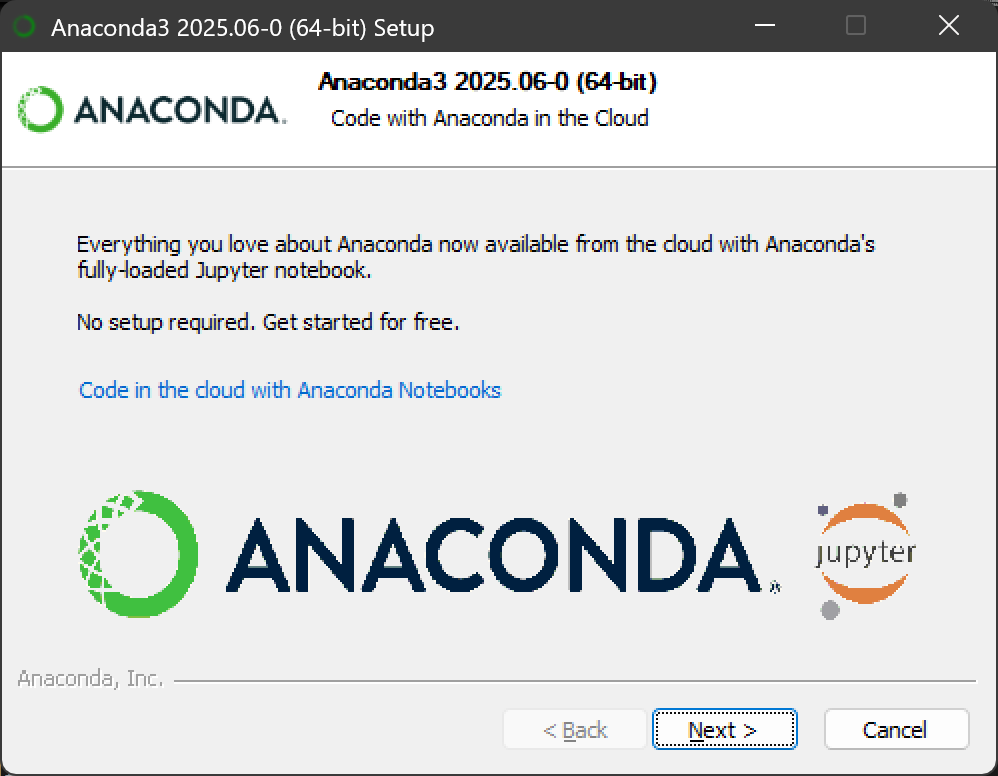 Anaconda3 2025.06-0 (64-bit) Setup
ANACONDA.
Anaconda3 2025.06-0 (64-bit)
Code with Anaconda in the Cloud
Everything you love about Anaconda now available from the cloud with Anaconda's
fully-loaded Jupyter notebook.
No setup required. Get started for free.
Code in the cloud with Anaconda Notebooks
ANACONDA.
jupyter
Anaconda, Inc.
< Back
Next >
Cancel